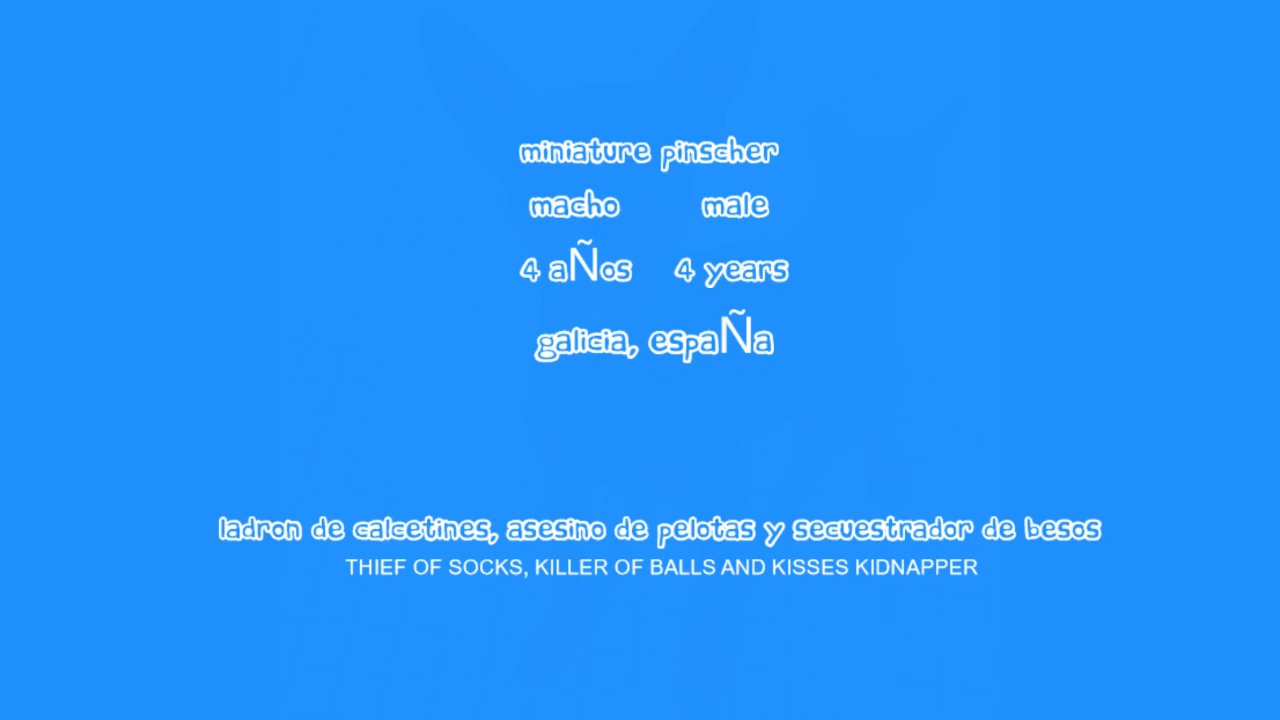 miniature pinscher
macho male
4 aÑos 4 years
galicia, espaÑa
ladron de calcetines, asesino de pelotas y secuestrador de besos
THIEF OF SOCKS, KILLER OF BALLS AND KISSES KIDNAPPER